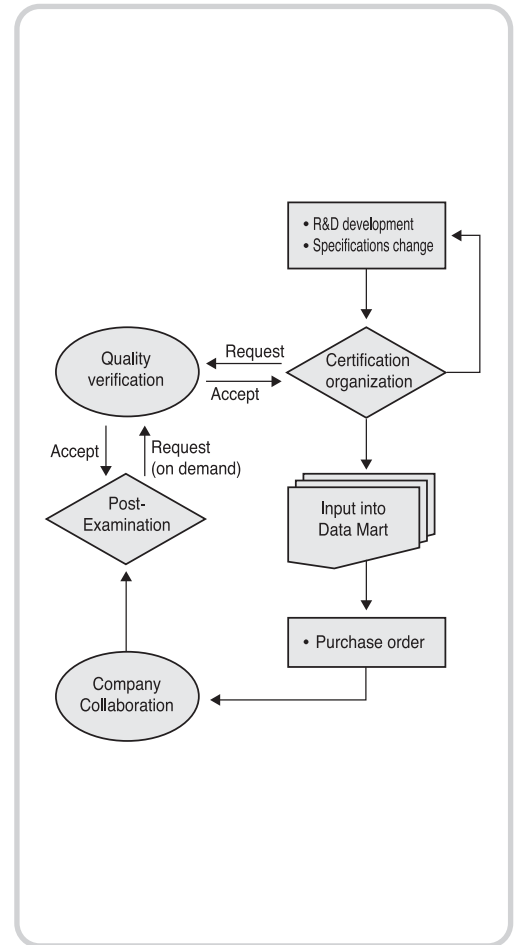 • R&D development
• Specifications change
Certification
organization
Request
Accept
Quality
verification
Accept
Request
(on demand)
Post-
Examination
Input into
Data Mart
• Purchase order
Company
Collaboration